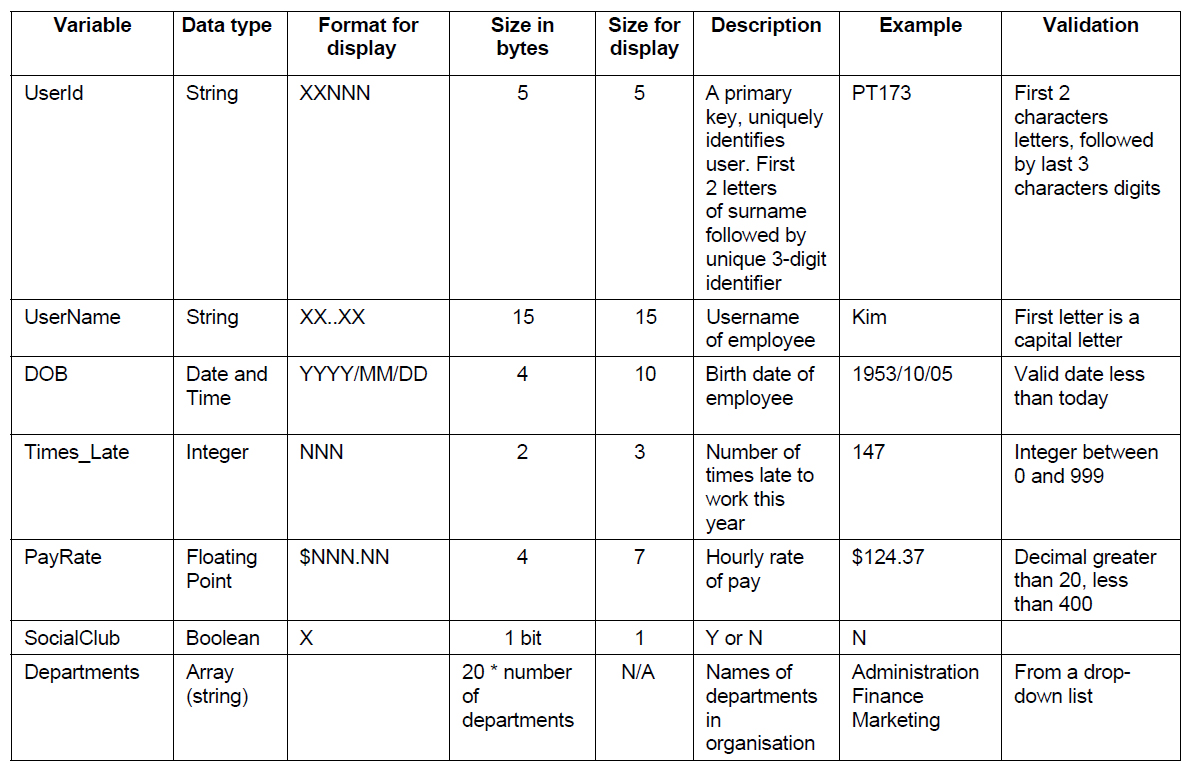 Variable
Data type
Format for
display
Size in
bytes
Size for
display
Description
Example
Validation
UserId
String
XXNNN
5
5
A primary
key, uniquely
identifies
user. First
2 letters
of surname
followed by
unique 3-digit
identifier
PT173
First 2
characters
letters, followed
by last 3
characters digits
UserName
String
XX..XX
15
15
Username
of employee
Kim
First letter is a
capital letter
DOB
Date and
Time
YYYY/MM/DD
4
10
Birth date of
employee
1953/10/05
Valid date less
than today
Times_Late
Integer
NNN
2
3
Number of
times late to
work this
year
147
Integer between
0 and 999
PayRate
Floating
Point
$NNN.NN
4
7
Hourly rate
of pay
$124.37
Decimal greater
than 20, less
than 400
SocialClub
Boolean
X
1 bit
1
Y or N
N
Departments
Array
(string)
20 * number
of
departments
N/A
Names of
departments
in
organisation
Administration
Finance
Marketing
From a drop-
down list